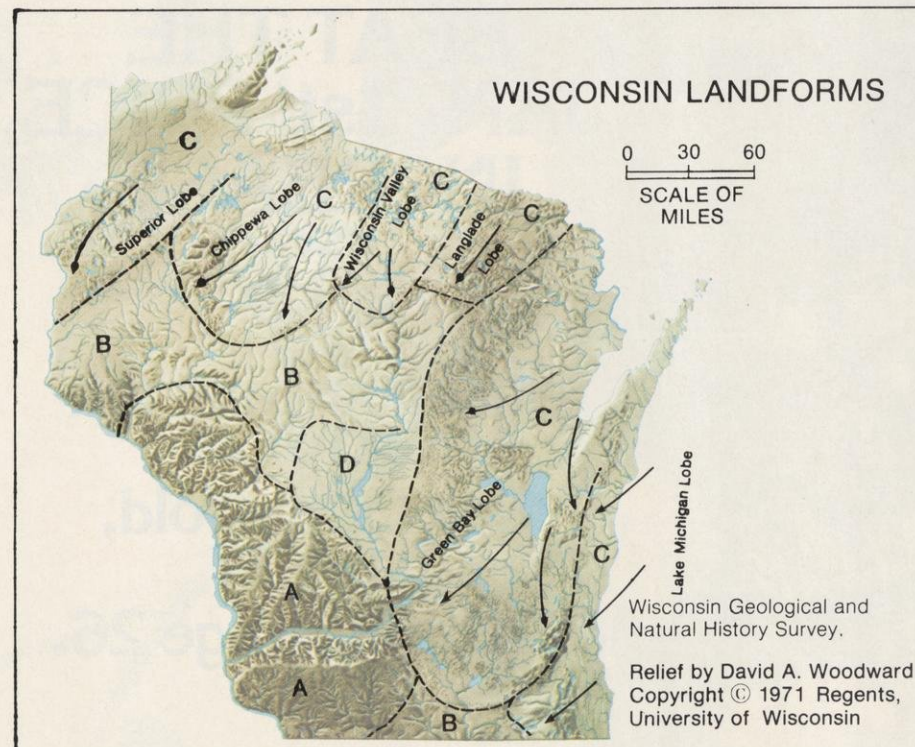 WISCONSIN LANDFORMS
0 30 60
SCALE OF
MILES
C
Superior Lobe
Chippewa Lobe
C
Wisconsin Valley
Lobe
C
Langlade
Lobe
C
B
B
C
D
Green Bay Lobe
C
Lake Michigan Lobe
A
A
B
Wisconsin Geological and
Natural History Survey.
Relief by David A. Woodward
Copyright © 1971 Regents,
University of Wisconsin